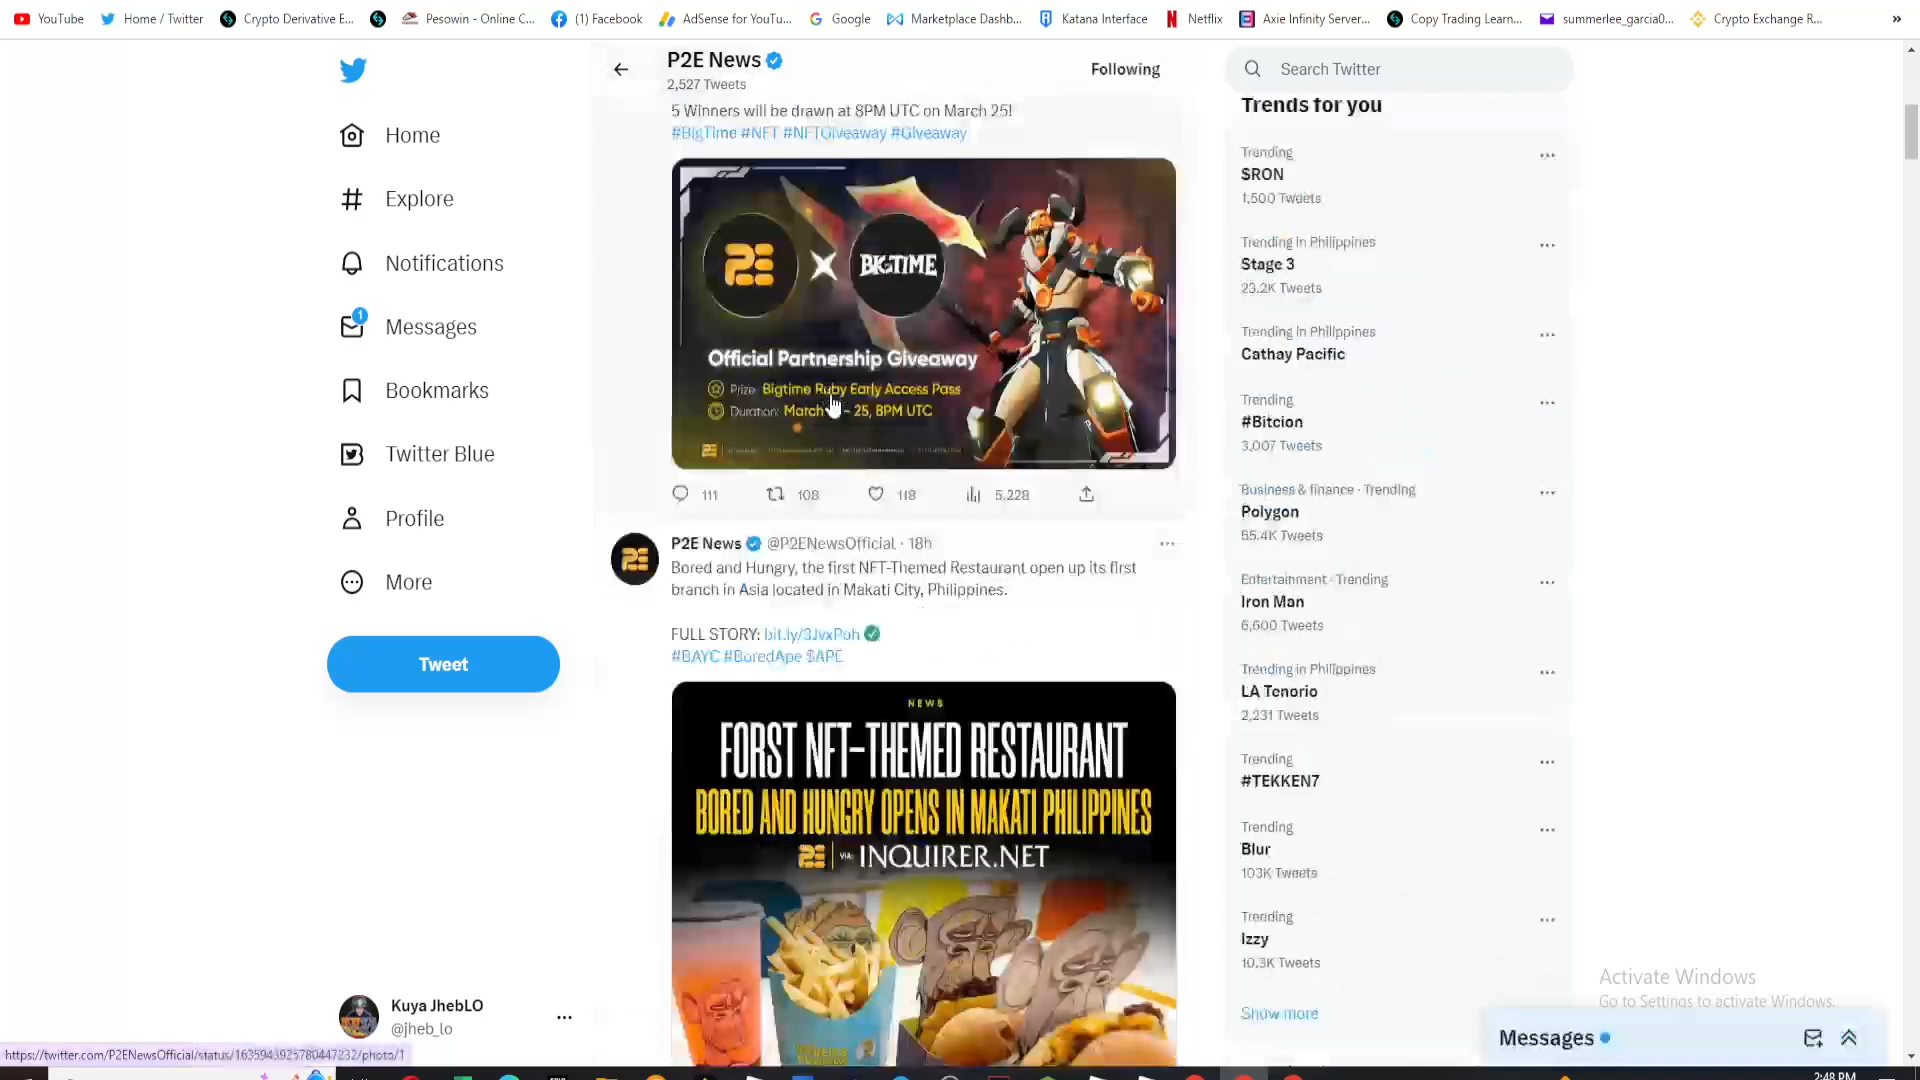 YouTube
Home / Twitter
Crypto Derivative E...
Pesowin - Online C...
(1) Facebook
AdSense for YouTu...
Google
Marketplace Dashb...
Katana Interface
Netflix
Axie Infinity Server...
Copy Trading Learn...
summerlee_garcia0...
Crypto Exchange R...
Home
Explore
Notifications
1
Messages
Bookmarks
Twitter Blue
Profile
More
Tweet
Kuya JhebLO
@jheb_lo
https://twitter.com/P2ENewsOfficial/status/1635943925780447232/photo/1
P2E News
2,527 Tweets
Following
5 Winners will be drawn at 8PM UTC on March 25!
#BigTime #NFT #NFTGiveaway #Giveaway
BIGTIME
Official Partnership Giveaway
Prize: Bigtime Ruby Early Access Pass
Duration: March - 25, 8PM UTC
111
108
118
5,228
P2E News @P2ENewsOfficial · 18h
Bored and Hungry, the first NFT-Themed Restaurant open up its first
branch in Asia located in Makati City, Philippines.
FULL STORY: bit.ly/3JvxPoh
#BAYC #BoredApe $APE
NEWS
FORST NFT-THEMED RESTAURANT
BORED AND HUNGRY OPENS IN MAKATI PHILIPPINES
VIA: INQUIRER.NET
Search Twitter
Trends for you
Trending
$RON
1,500 Tweets
Trending in Philippines
Stage 3
23.2K Tweets
Trending in Philippines
Cathay Pacific
Trending
#Bitcion
3,007 Tweets
Business & finance · Trending
Polygon
55.4K Tweets
Entertainment · Trending
Iron Man
6,600 Tweets
Trending in Philippines
LA Tenorio
2,231 Tweets
Trending
#TEKKEN7
Trending
Blur
103K Tweets
Trending
Izzy
10.3K Tweets
Show more
Activate Windows
Go to Settings to activate Windows.
Messages
2:48 PM